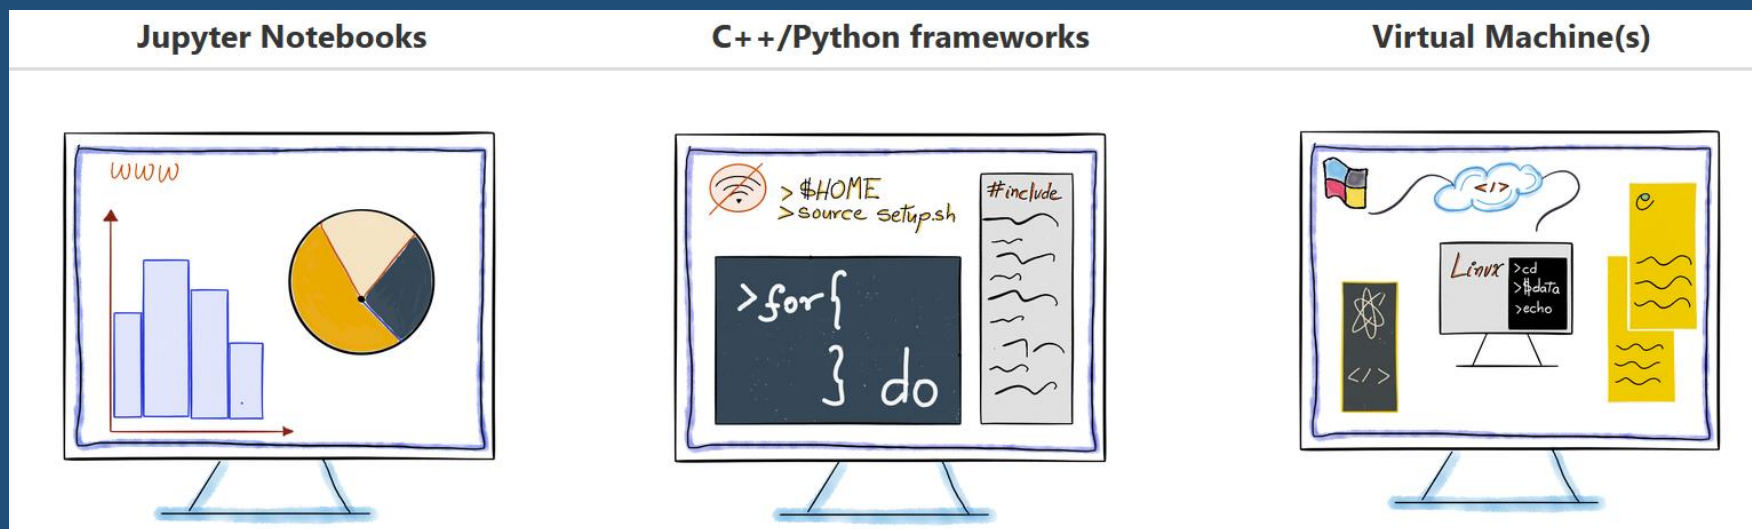 Jupyter Notebooks
C++/Python frameworks
Virtual Machine(s)
WWW
> $HOME
>source setup.sh
#include
>for{
} do
</>
Linux
>cd
>$data
>echo
</>